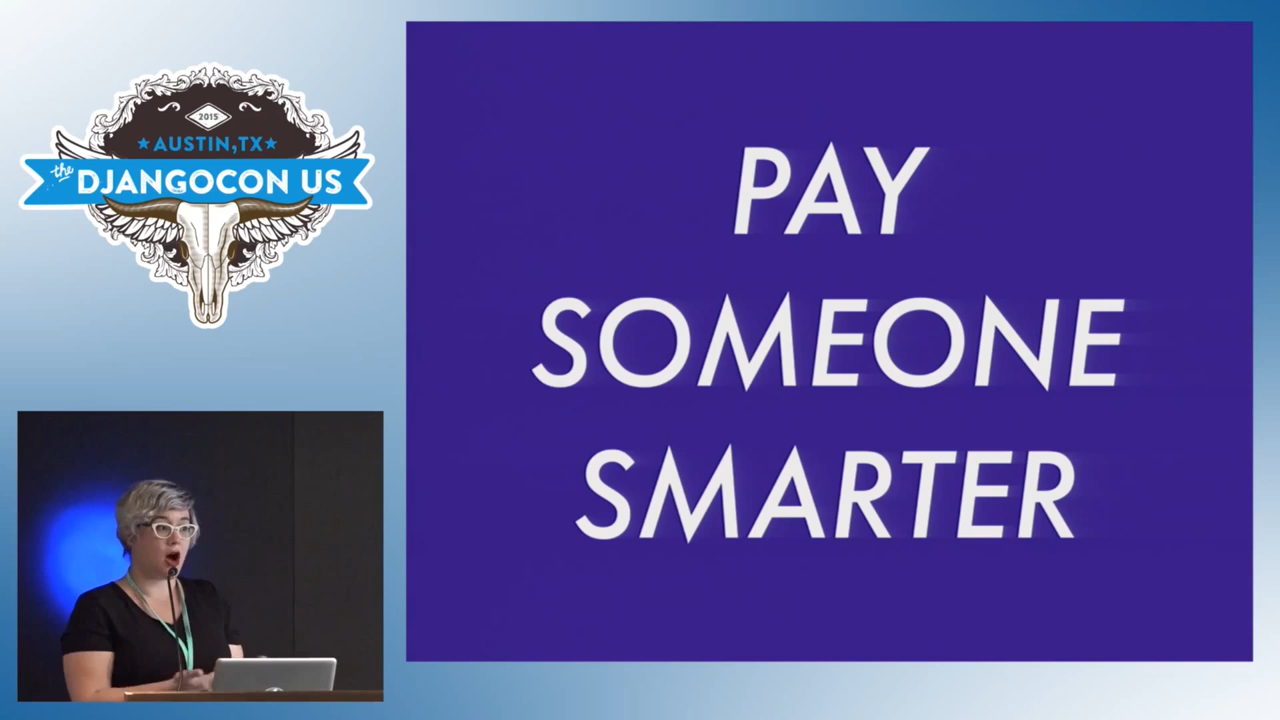 2015
★ AUSTIN, TX ★
the
DJANGOCON US
PAY
SOMEONE
SMARTER